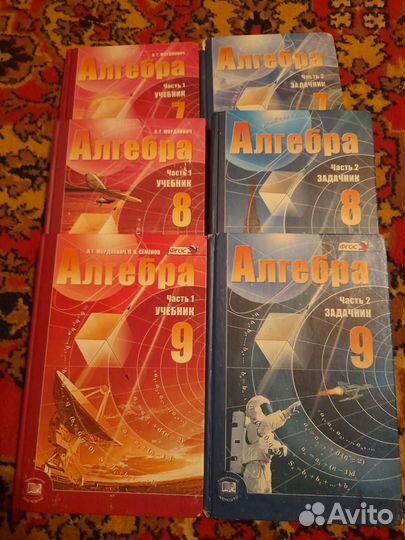 А. Г. МОРДКОВИЧ
Алгебра
Часть 1
УЧЕБНИК
7
Алгебра
Часть 2
ЗАДАЧНИК
7
А. Г. МОРДКОВИЧ
Алгебра
Часть 1
УЧЕБНИК
8
Алгебра
Часть 2
ЗАДАЧНИК
8
А. Г. МОРДКОВИЧ, П. В. СЕМЕНОВ
ФГОС
Алгебра
Часть 1
УЧЕБНИК
9
ФГОС
Алгебра
Часть 2
ЗАДАЧНИК
9
Avito